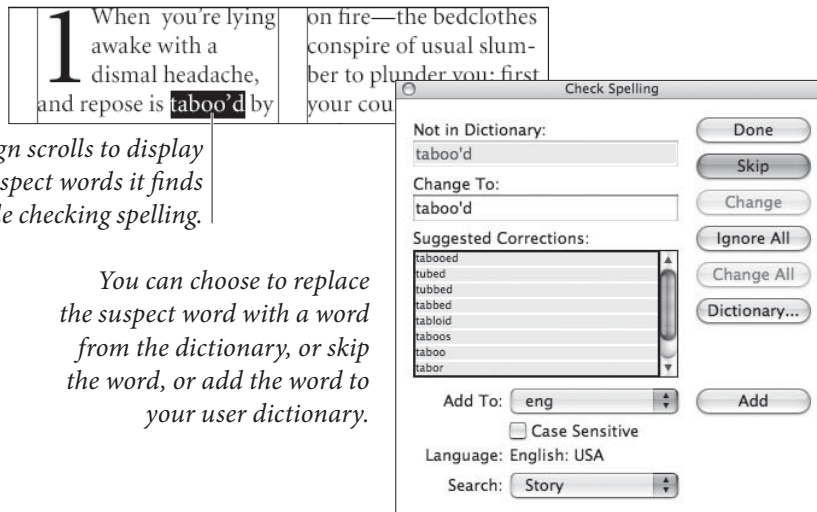 1 When you're lying
awake with a
dismal headache,
and repose is taboo'd by
on fire—the bedclothes
conspire of usual slum-
ber to plunder you: first
your cou
gn scrolls to display
spect words it finds
le checking spelling.
You can choose to replace
the suspect word with a word
from the dictionary, or skip
the word, or add the word to
your user dictionary.
Check Spelling
Not in Dictionary:
taboo'd
Change To:
taboo'd
Suggested Corrections:
tabooed
tubed
tubbed
tabbed
tabloid
taboos
taboo
tabor
Add To: eng
Case Sensitive
Language: English: USA
Search: Story
Done
Skip
Change
Ignore All
Change All
Dictionary...
Add